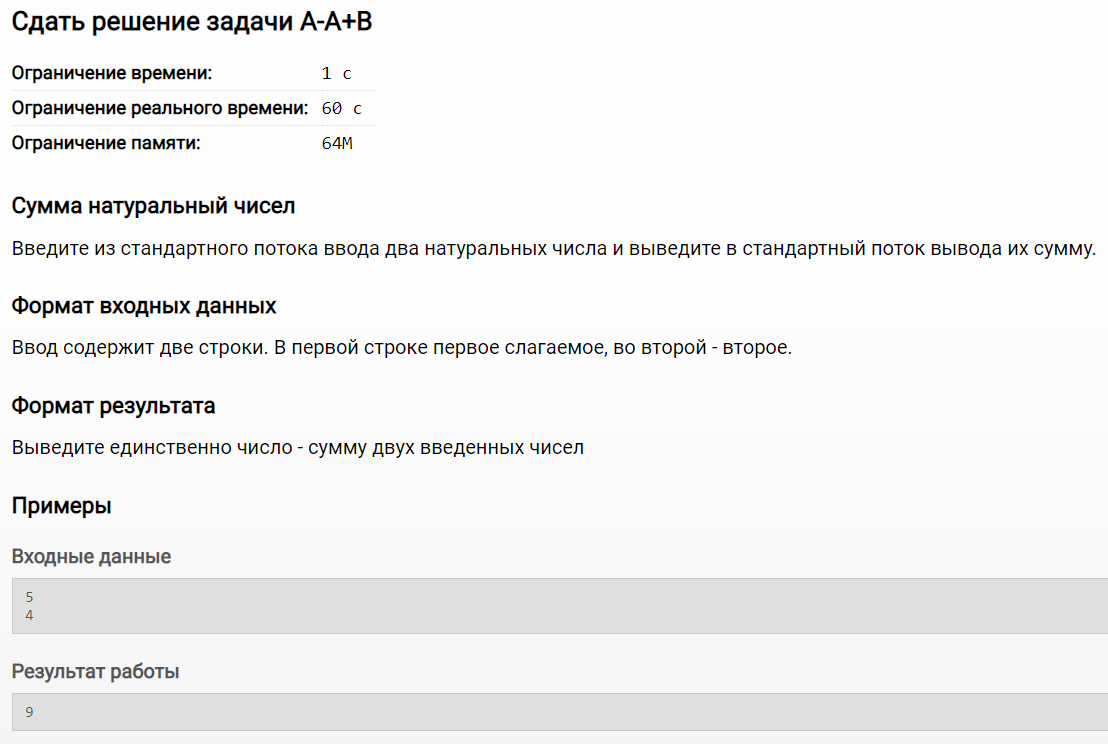 Сдать решение задачи A-A+B
Ограничение времени: 1 с
Ограничение реального времени: 60 с
Ограничение памяти: 64M
Сумма натуральный чисел
Введите из стандартного потока ввода два натуральных числа и выведите в стандартный поток вывода их сумму.
Формат входных данных
Ввод содержит две строки. В первой строке первое слагаемое, во второй - второе.
Формат результата
Выведите единственно число - сумму двух введенных чисел
Примеры
Входные данные
5
4
Результат работы
9